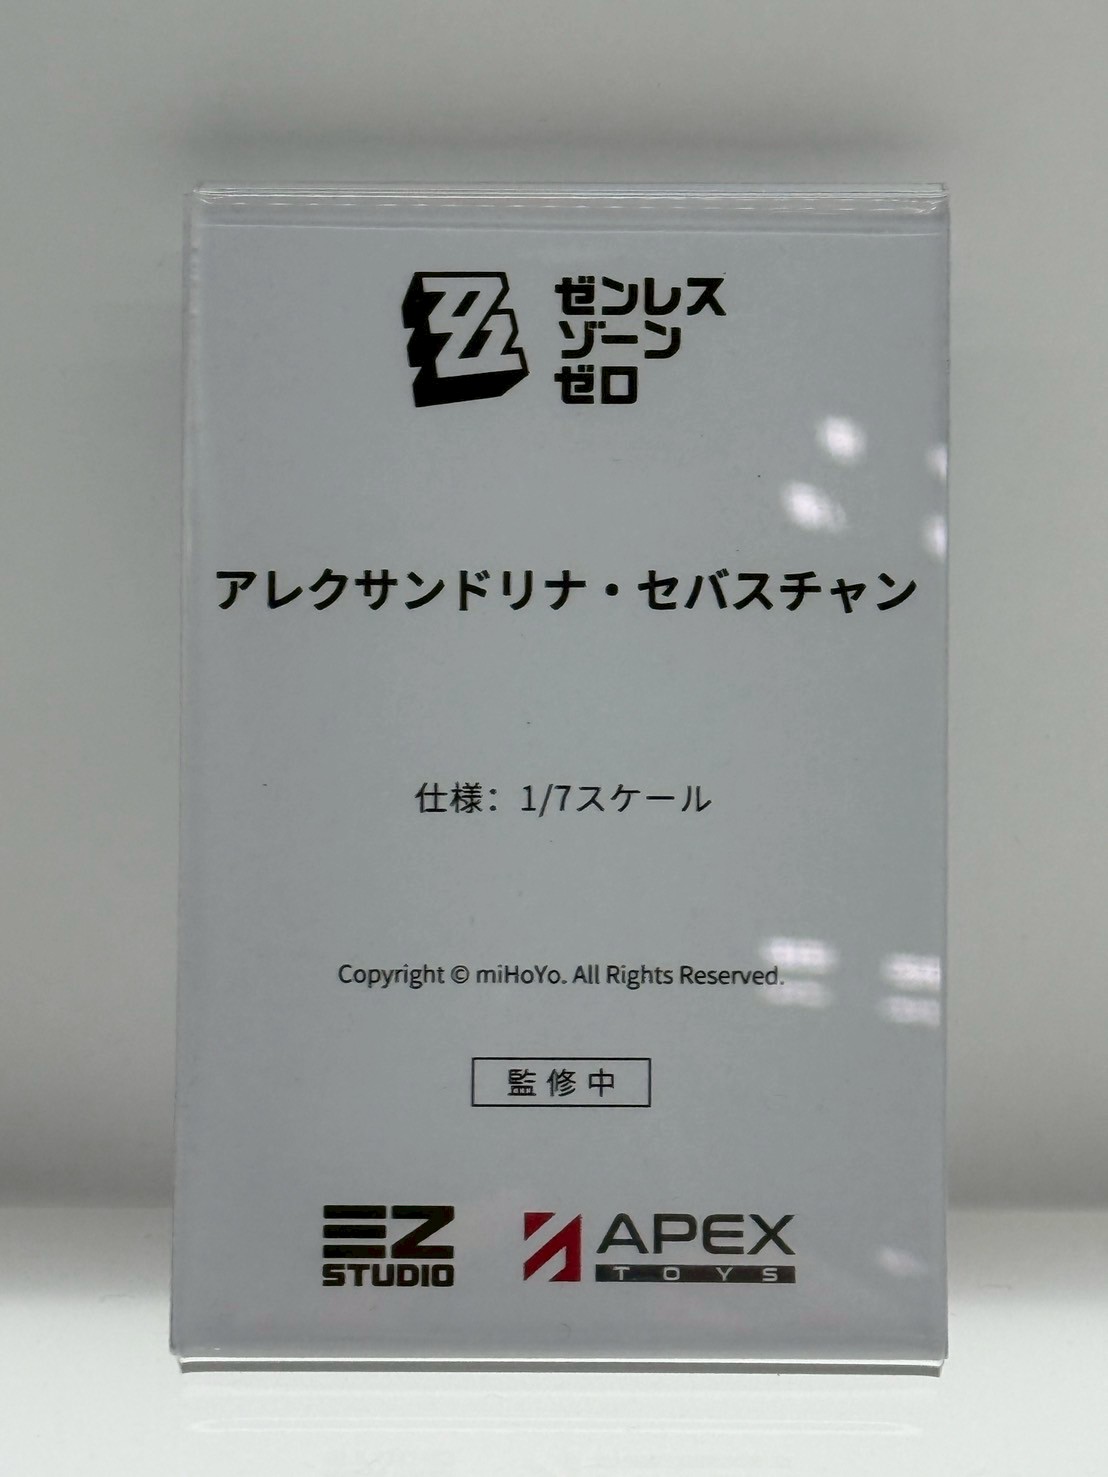 ゼンレス
ゾーン
ゼロ
アレクサンドリナ・セバスチャン
仕様：1/7スケール
Copyright © miHoYo. All Rights Reserved.
監修中
EZ STUDIO
APEX TOYS